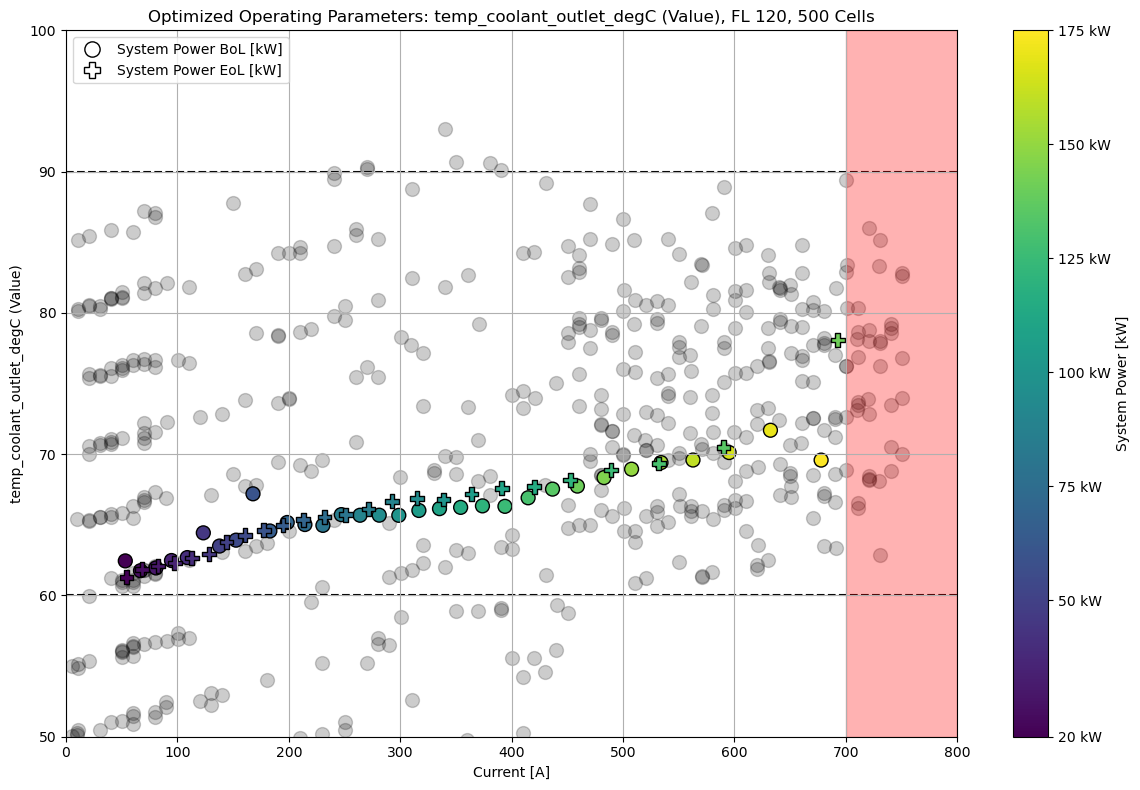 Optimized Operating Parameters: temp_coolant_outlet_degC (Value), FL 120, 500 Cells
System Power BoL [kW]
System Power EoL [kW]
temp_coolant_outlet_degC (Value)
100
90
80
70
60
50
0
100
200
300
400
500
600
700
800
Current [A]
175 kW
150 kW
125 kW
100 kW
75 kW
50 kW
20 kW
System Power [kW]